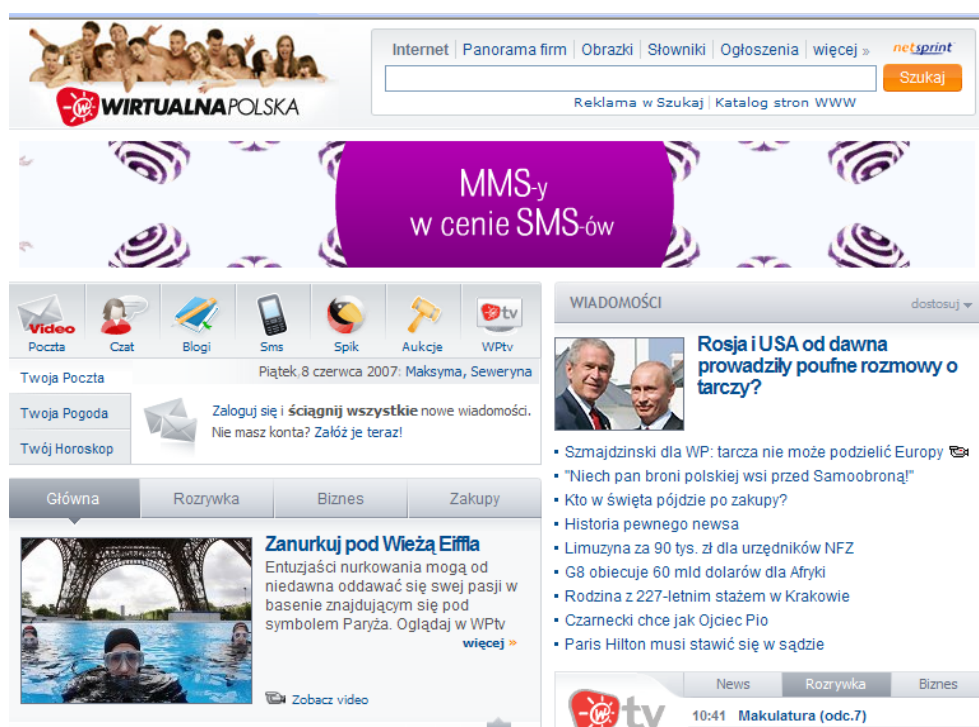 WIRTUALNAPOLSKA
Internet | Panorama firm | Obrazki | Słowniki | Ogłoszenia | więcej »
netsprint
Szukaj
Reklama w Szukaj | Katalog stron WWW
MMS-y
w cenie SMS-ów
Video
tv
Poczta
Czat
Blogi
Sms
Spik
Aukcje
WPtv
Twoja Poczta
Twoja Pogoda
Twój Horoskop
Piątek, 8 czerwca 2007: Maksyma, Seweryna
Zaloguj się i ściągnij wszystkie nowe wiadomości.
Nie masz konta? Załóż je teraz!
Główna
Rozrywka
Biznes
Zakupy
Zanurkuj pod Wieżą Eiffla
Entuzjaści nurkowania mogą od
niedawna oddawać się swej pasji w
basenie znajdującym się pod
symbolem Paryża. Oglądaj w WPtv
więcej »
Zobacz video
WIADOMOŚCI
dostosuj
Rosja i USA od dawna
prowadziły poufne rozmowy o
tarczy?
▪ Szmajdzinski dla WP: tarcza nie może podzielić Europy
▪ "Niech pan broni polskiej wsi przed Samoobroną!"
▪ Kto w święta pójdzie po zakupy?
▪ Historia pewnego newsa
▪ Limuzyna za 90 tys. zł dla urzędników NFZ
▪ G8 obiecuje 60 mld dolarów dla Afryki
▪ Rodzina z 227-letnim stażem w Krakowie
▪ Czarnecki chce jak Ojciec Pio
▪ Paris Hilton musi stawić się w sądzie
tv
News
Rozrywka
Biznes
10:41 Makulatura (odc.7)